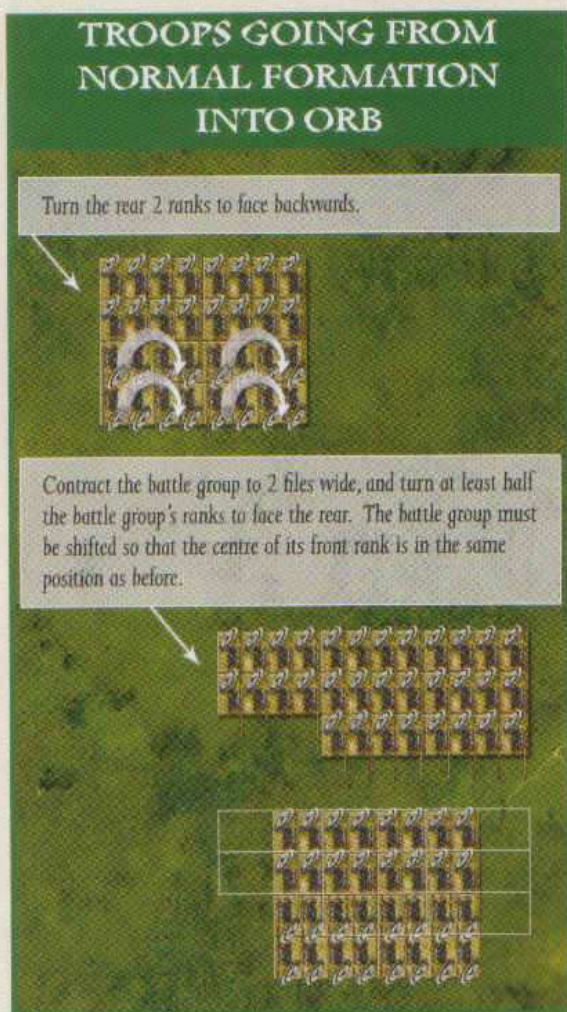 TROOPS GOING FROM
NORMAL FORMATION
INTO ORB
Turn the rear 2 ranks to face backwards.
Contract the battle group to 2 files wide, and turn at least half
the battle group's ranks to face the rear. The battle group must
be shifted so that the centre of its front rank is in the same
position as before.